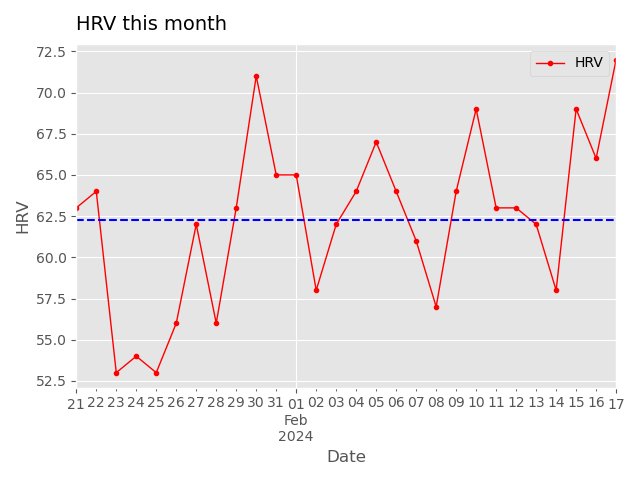 HRV this month
72.5
70.0
67.5
65.0
62.5
60.0
57.5
55.0
52.5
HRV
HRV
21 22 23 24 25 26 27 28 29 30 31 01 02 03 04 05 06 07 08 09 10 11 12 13 14 15 16 17
Feb
2024
Date